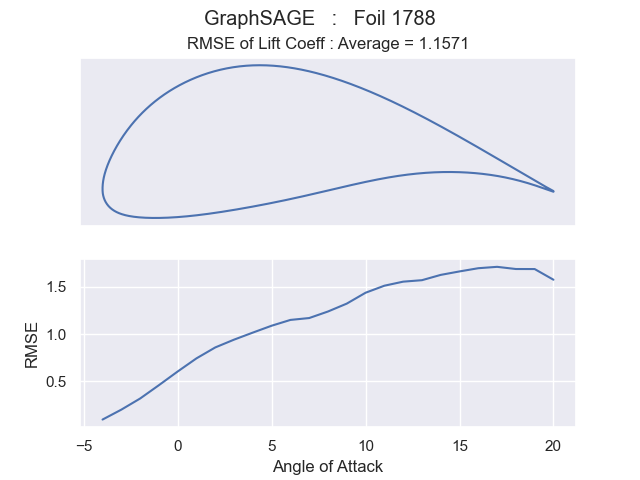 GraphSAGE   :   Foil 1788
RMSE of Lift Coeff : Average = 1.1571
1.5
1.0
0.5
RMSE
−5 0 5 10 15 20
Angle of Attack